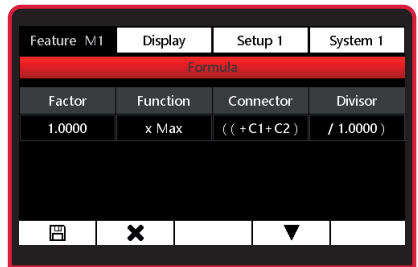 Feature M1 Display Setup 1 System 1
Formula
Factor Function Connector Divisor
1.0000 x Max ( ( +C1+C2 ) / 1.0000 )